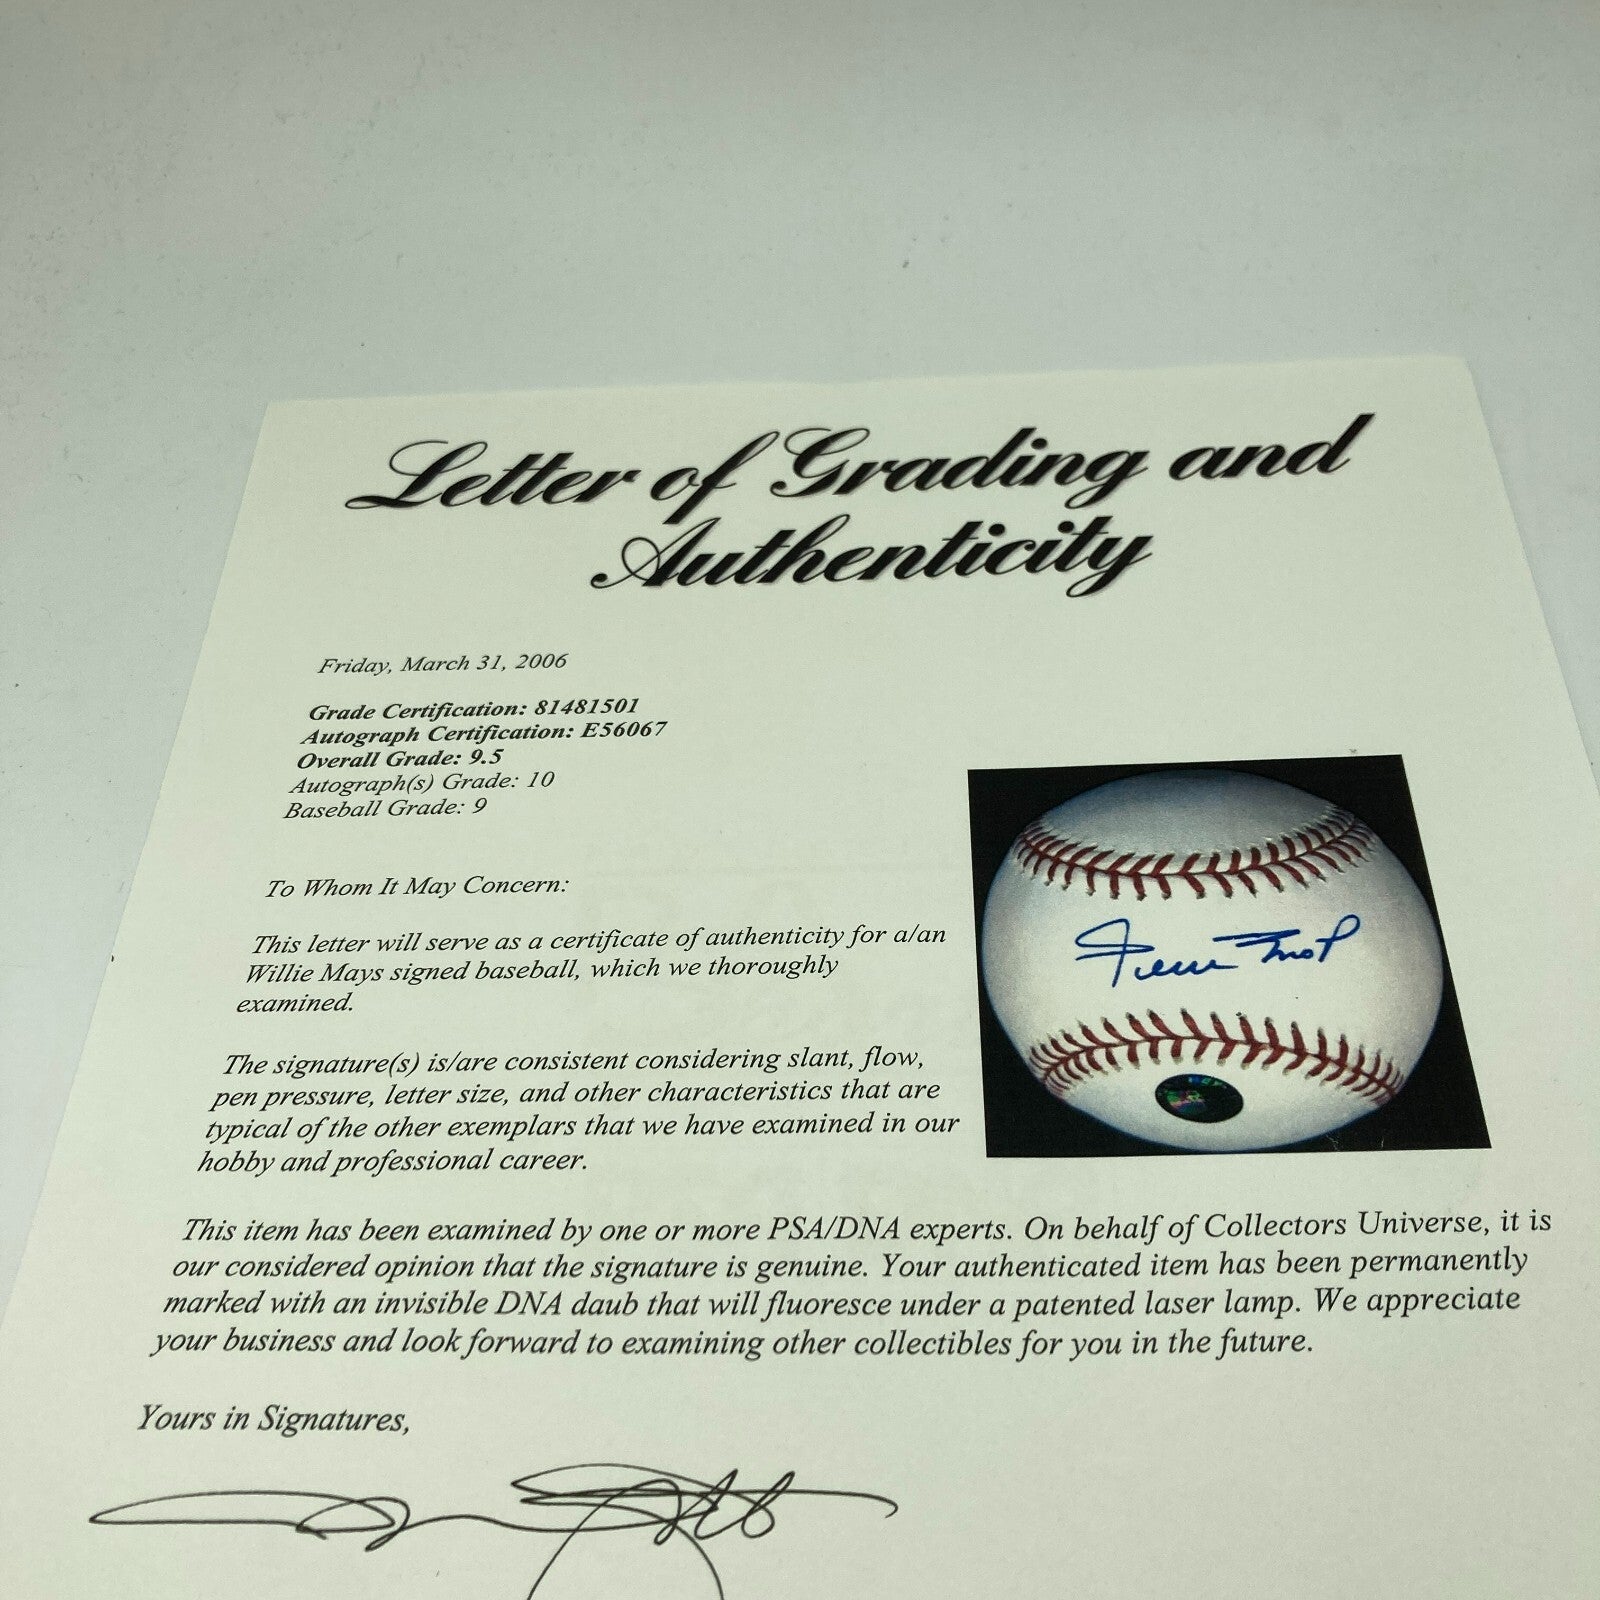 Letter of Grading and
Authenticity
Friday, March 31, 2006
Grade Certification: 81481501
Autograph Certification: E56067
Overall Grade: 9.5
Autograph(s) Grade: 10
Baseball Grade: 9
To Whom It May Concern:
This letter will serve as a certificate of authenticity for a/an
Willie Mays signed baseball, which we thoroughly
examined.
The signature(s) is/are consistent considering slant, flow,
pen pressure, letter size, and other characteristics that are
typical of the other exemplars that we have examined in our
hobby and professional career.
Willie Mays
This item has been examined by one or more PSA/DNA experts. On behalf of Collectors Universe, it is
our considered opinion that the signature is genuine. Your authenticated item has been permanently
marked with an invisible DNA daub that will fluoresce under a patented laser lamp. We appreciate
your business and look forward to examining other collectibles for you in the future.
Yours in Signatures,